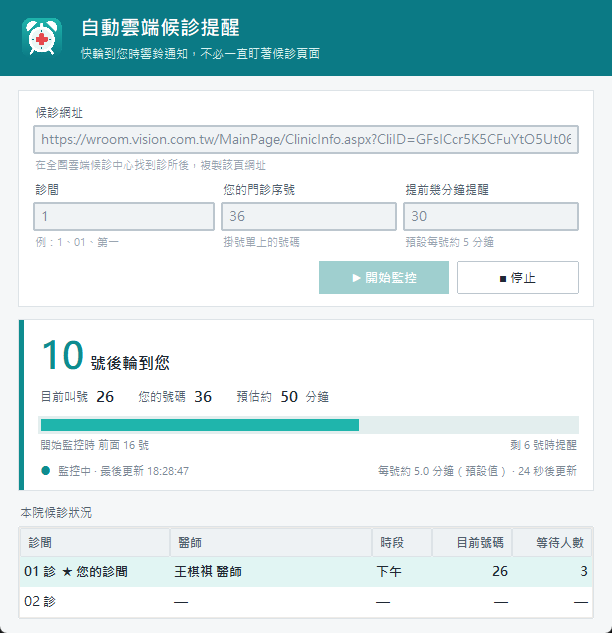 自動雲端候診提醒
快輪到您時響鈴通知，不必一直盯著候診頁面
候診網址
https://wroom.vision.com.tw/MainPage/ClinicInfo.aspx?CliID=GFsICcr5K5CFuYtO5Ut06
在全國雲端候診中心找到診所後，複製該頁網址
診間 您的門診序號 提前幾分鐘提醒
1 36 30
例：1、01、第一 掛號單上的號碼 預設每號約 5 分鐘
▶ 開始監控 ■ 停止
10 號後輪到您
目前叫號 26 您的號碼 36 預估約 50 分鐘
開始監控時 前面 16 號 剩 6 號時提醒
● 監控中 · 最後更新 18:28:47 每號約 5.0 分鐘（預設值） · 24 秒後更新
本院候診狀況
診間 醫師 時段 目前號碼 等待人數
01 診 ★ 您的診間 王棋祺 醫師 下午 26 3
02 診 — — — —